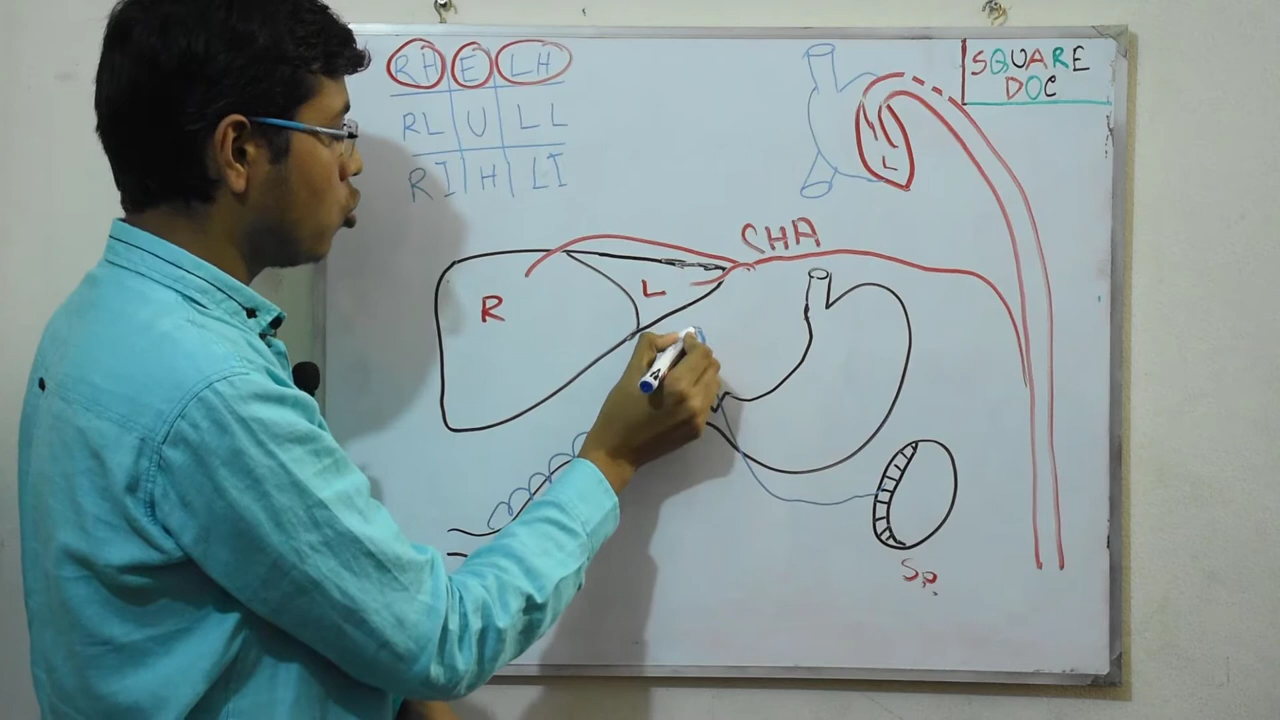 RH E LH
RL U LL
RI H LI
SQUARE
DOC
L
CHA
R
L
Sp.